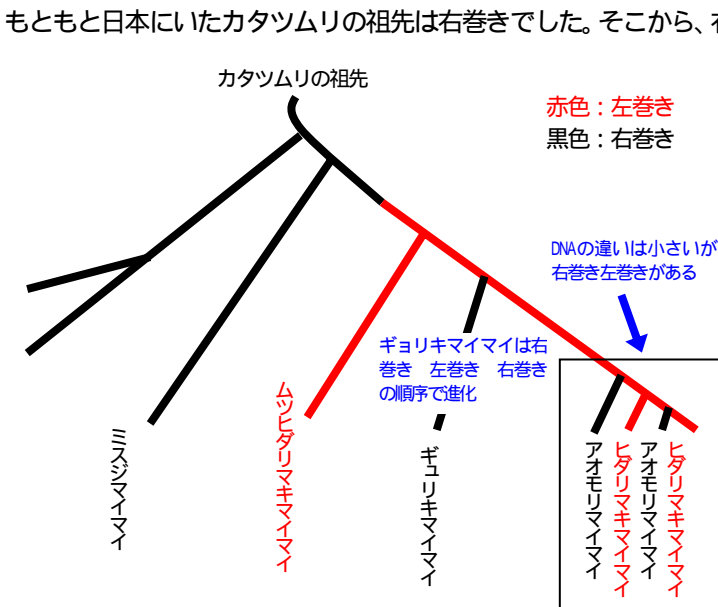 もともと日本にいたカタツムリの祖先は右巻きでした。そこから、
カタツムリの祖先
赤色：左巻き
黒色：右巻き
DNAの違いは小さいが
右巻き左巻きがある
ギョリキマイマイは右
巻き　左巻き　右巻き
の順序で進化
ミスジマイマイ
ムツヒダリマキマイマイ
ギュリキマイマイ
アオモリマイマイ
ヒダリマキマイマイ
アオモリマイマイ
ヒダリマキマイマイ